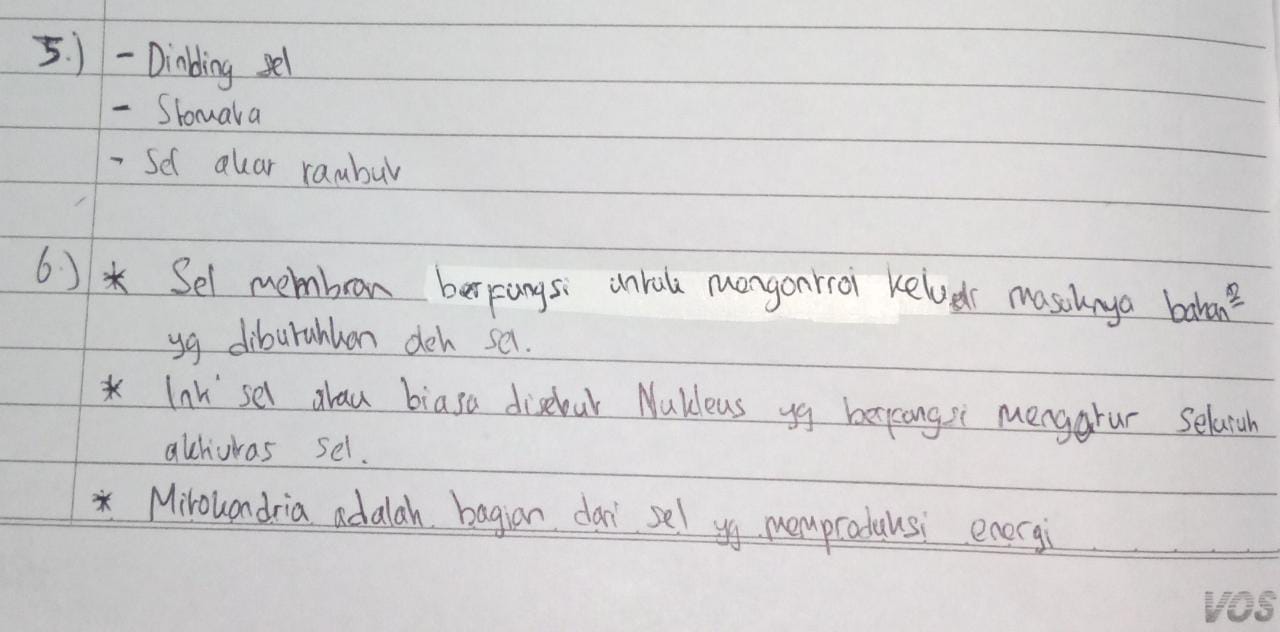 5.) - Dinding sel
- Stomata
- Sel akar rambut
6.) * Sel membran berfungsi untuk mengontrol keluar masuknya bahan²
yg dibutuhkan oleh sel.
* Inti sel atau biasa disebut Nukleus yg berfungsi mengatur seluruh
aktivitas sel.
* Mitokondria adalah bagian dari sel yg memproduksi energi
VOS